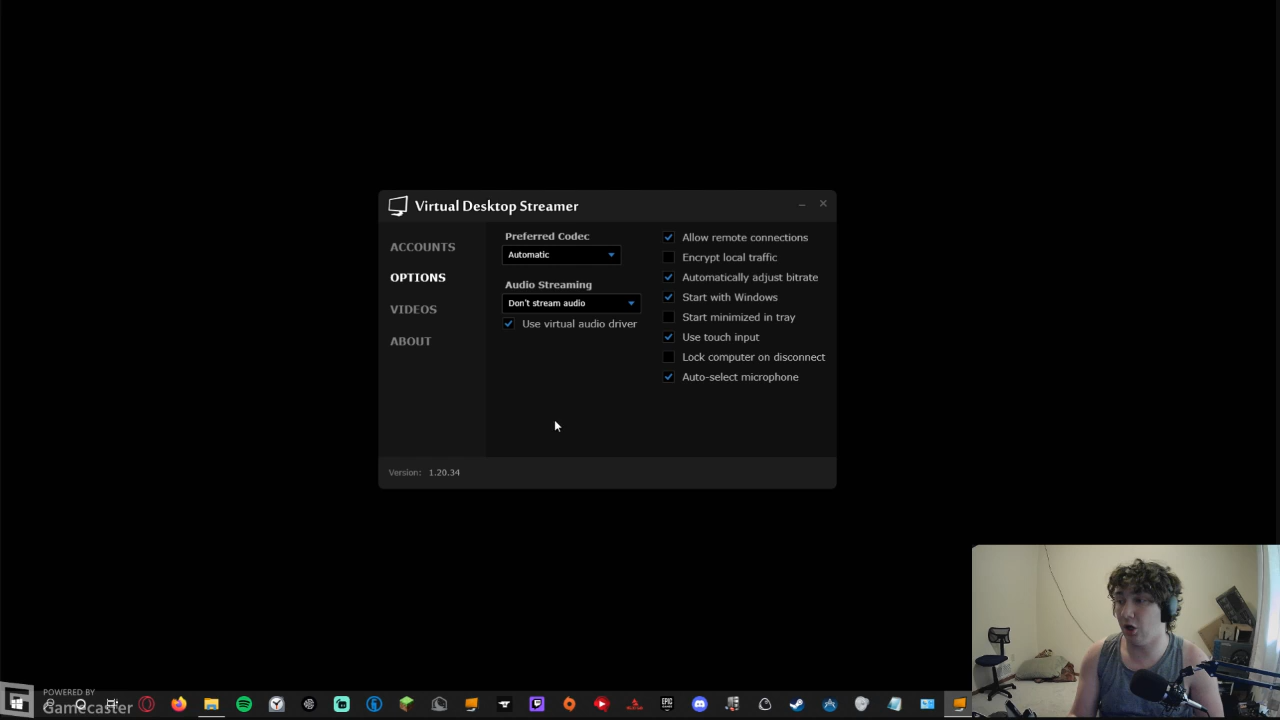 Virtual Desktop Streamer
ACCOUNTS
OPTIONS
VIDEOS
ABOUT
Preferred Codec
Automatic
Audio Streaming
Don't stream audio
Use virtual audio driver
Allow remote connections
Encrypt local traffic
Automatically adjust bitrate
Start with Windows
Start minimized in tray
Use touch input
Lock computer on disconnect
Auto-select microphone
Version: 1.20.34
POWERED BY
Gamecaster
EPIC